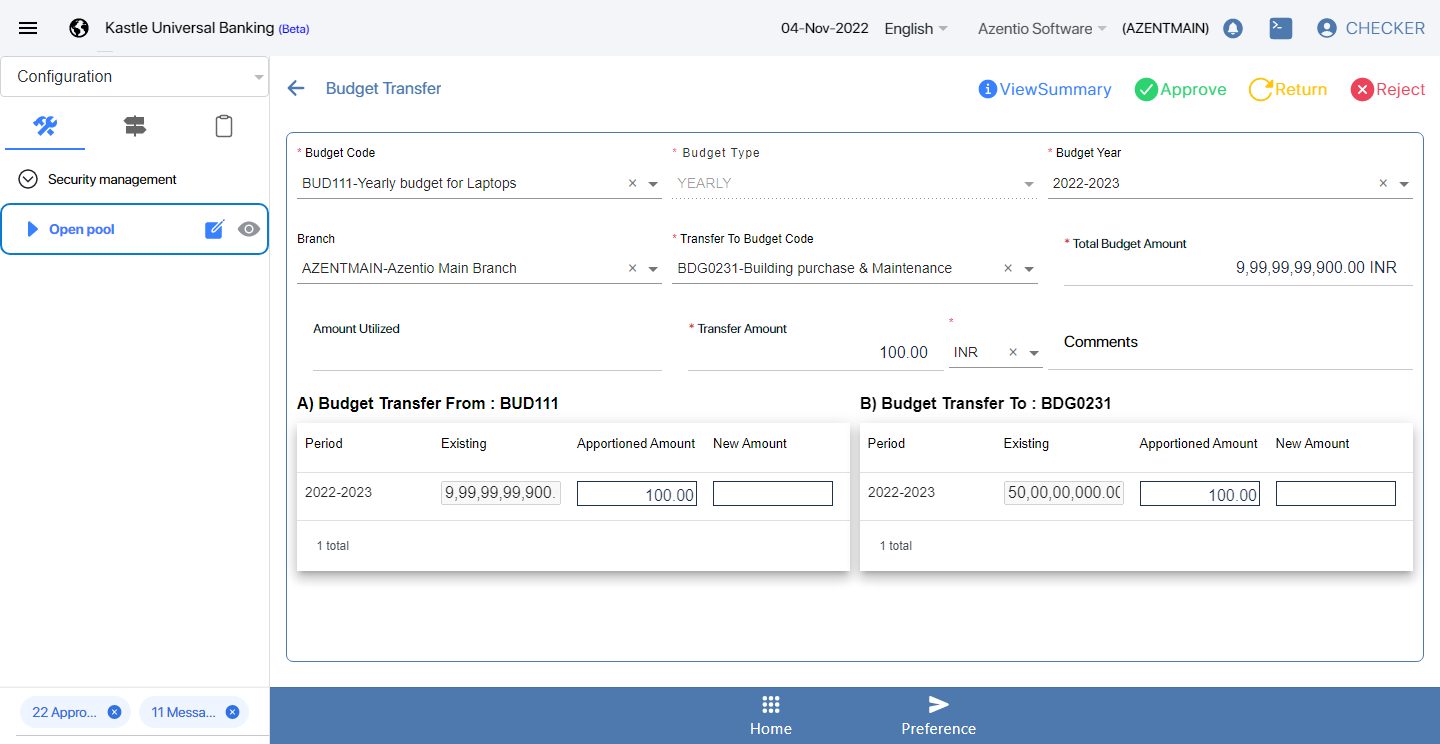 Kastle Universal Banking (Beta)
04-Nov-2022 English Azentio Software (AZENTMAIN) CHECKER
Configuration
Security management
Open pool
22 Appro...
11 Messa...
Budget Transfer
ViewSummary Approve Return Reject
* Budget Code * Budget Type * Budget Year
BUD111-Yearly budget for Laptops YEARLY 2022-2023
Branch * Transfer To Budget Code * Total Budget Amount
AZENTMAIN-Azentio Main Branch BDG0231-Building purchase & Maintenance 9,99,99,99,900.00 INR
Amount Utilized * Transfer Amount * Comments
100.00 INR
A) Budget Transfer From : BUD111
Period Existing Apportioned Amount New Amount
2022-2023 9,99,99,99,900. 100.00
1 total
B) Budget Transfer To : BDG0231
Period Existing Apportioned Amount New Amount
2022-2023 50,00,00,000.00 100.00
1 total
Home Preference